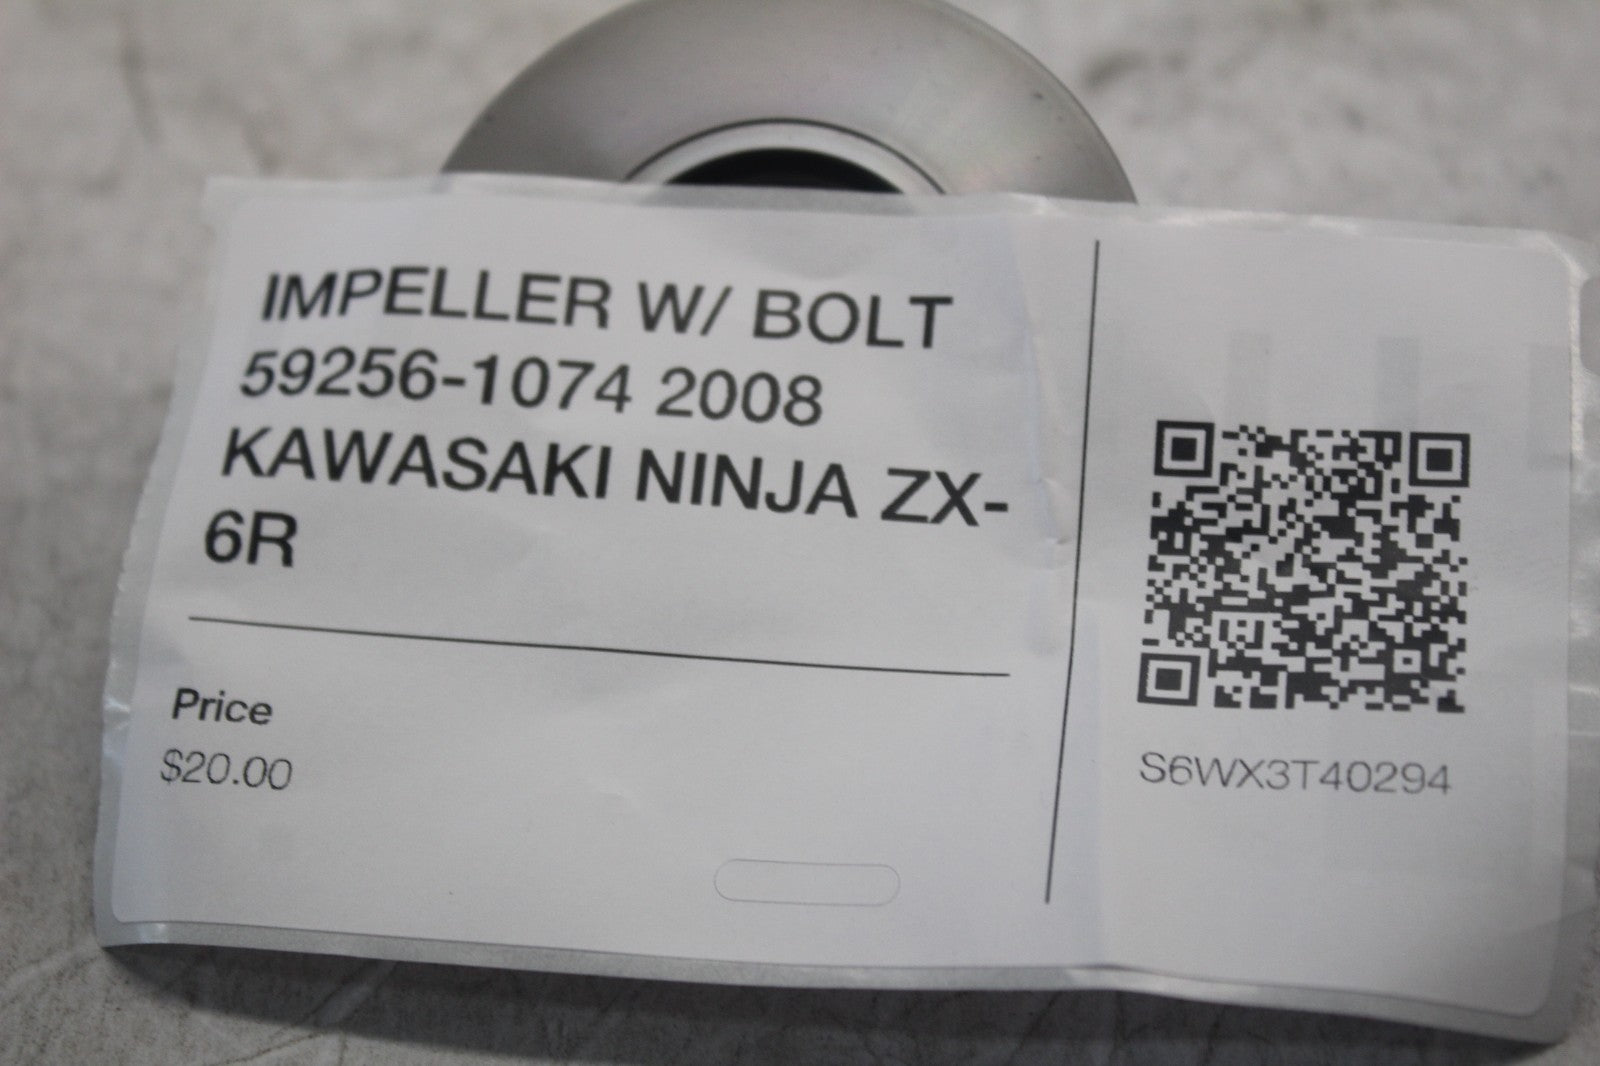 IMPELLER W/ BOLT
59256-1074 2008
KAWASAKI NINJA ZX-
6R
Price
$20.00
S6WX3T40294